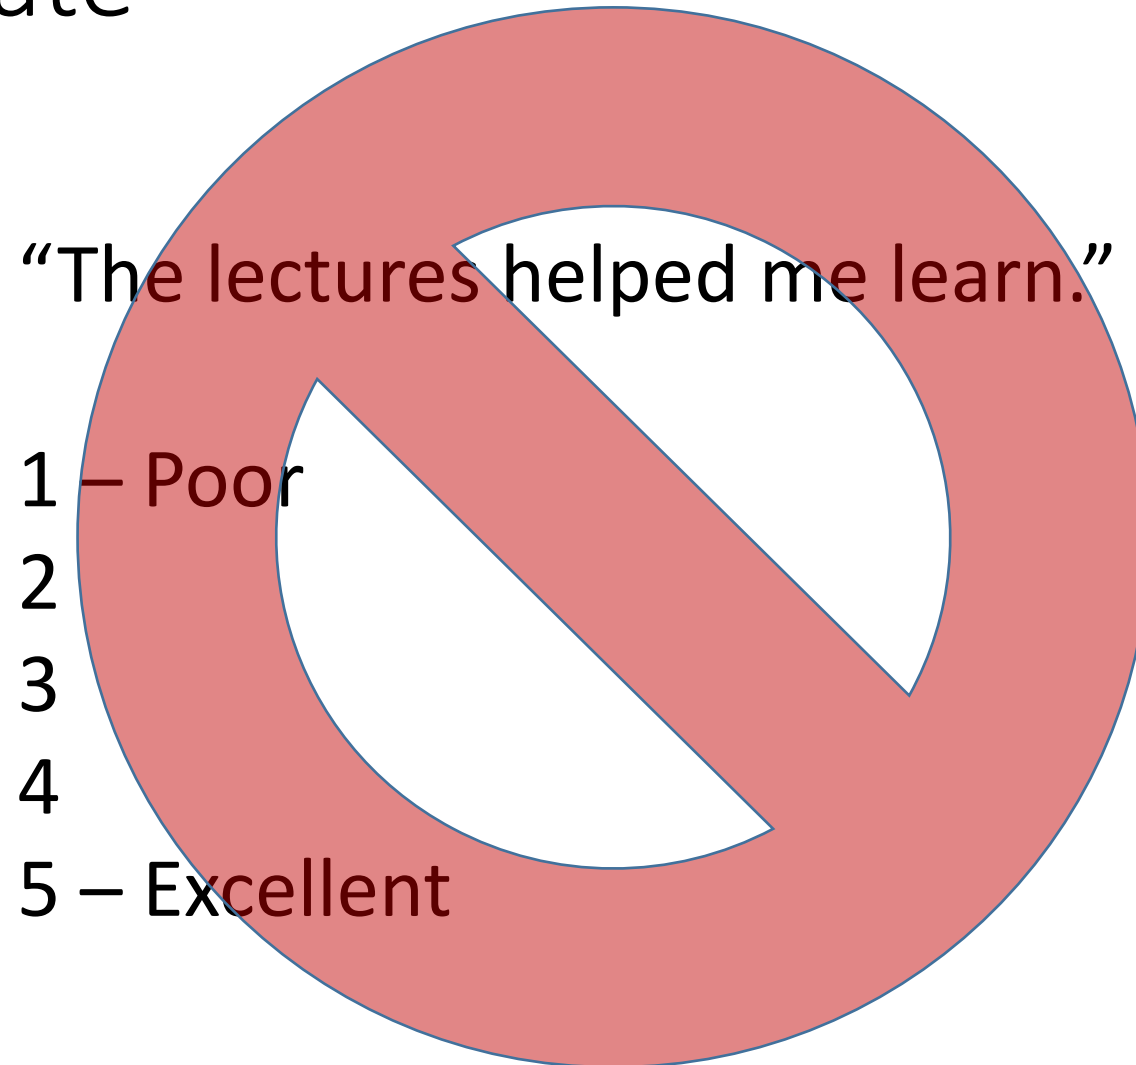 “The lectures helped me learn.”
1 – Poor
2
3
4
5 – Excellent